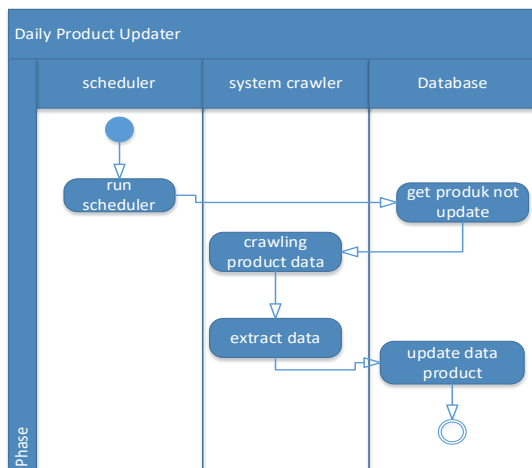 Daily Product Updater
scheduler
system crawler
Database
run
scheduler
get produk not
update
crawling
product data
extract data
update data
product
Phase